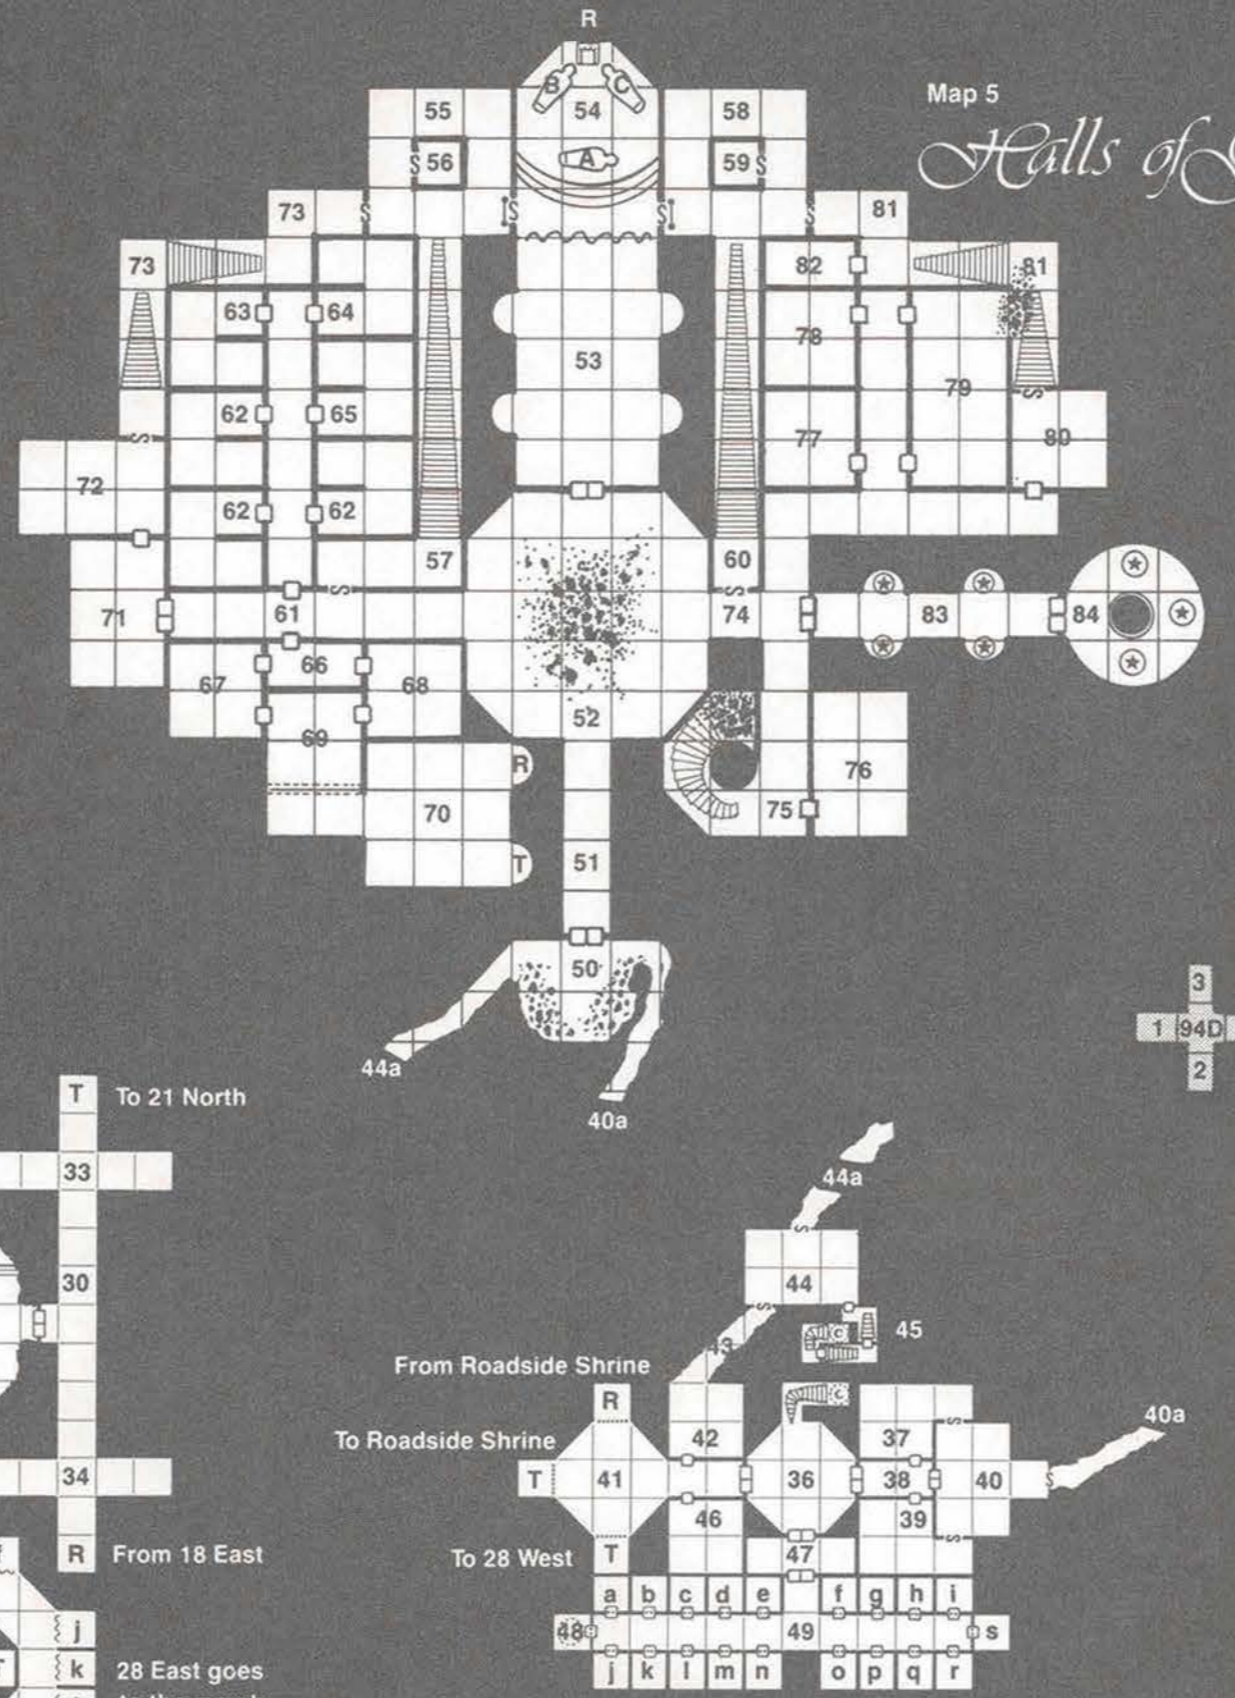 R
Map 5
B C
55 54 58
Halls of
56 A 59
S S
73 S S S S 81
73 82 81
63 64
78
53
79
62 65 S
S 77 80
72
62 62
57 60
S S
71 61 74 83 84
66
67 68
52
69
R 76
70 75
T 51
50
3
1 94D
2
44a
40a
T To 21 North
33
44a
S
30 44
S
C 45
43
From Roadside Shrine
R C
40a
To Roadside Shrine 42 37 S
34 T 41 36 38 40 S
46 39
S
R From 18 East To 28 West T 47
a b c d e f g h i
j 48 49 s
k 28 East goes j k l m n o p q r